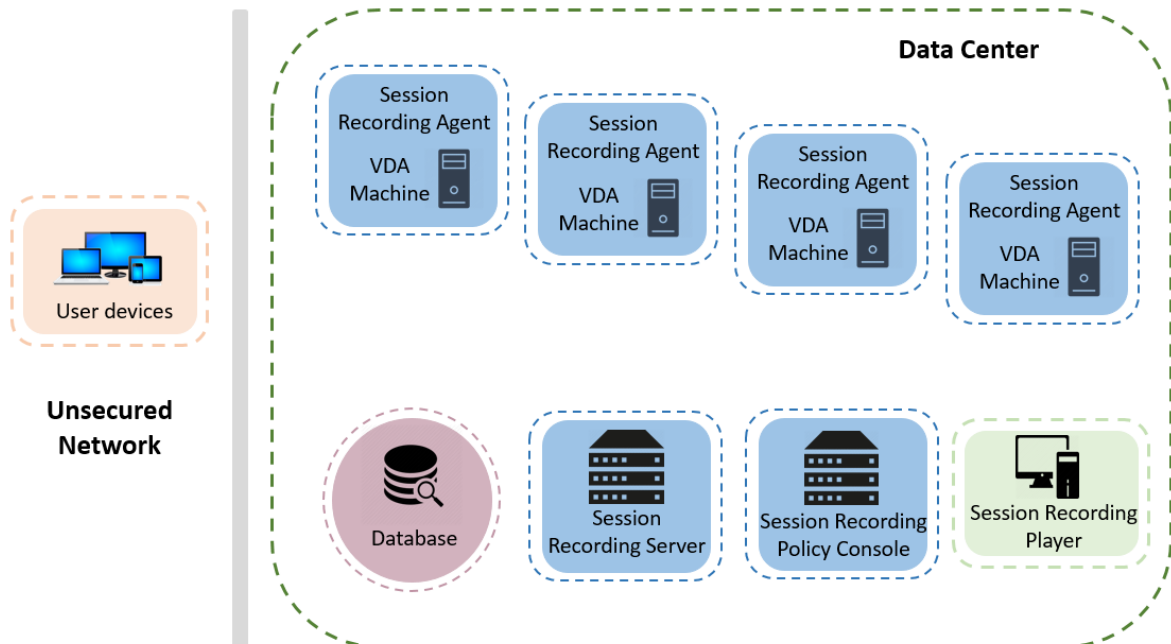 Data Center
Session
Recording Agent
VDA
Machine
Session
Recording Agent
VDA
Machine
Session
Recording Agent
VDA
Machine
Session
Recording Agent
VDA
Machine
User devices
Unsecured
Network
Database
Session
Recording Server
Session Recording
Policy Console
Session Recording
Player